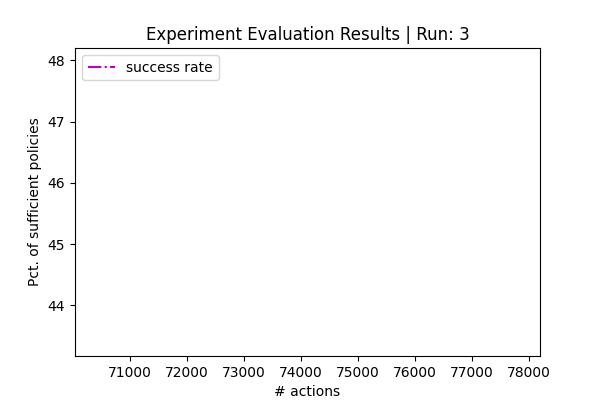 Experiment Evaluation Results | Run: 3
success rate
Pct. of sufficient policies
48
47
46
45
44
71000 72000 73000 74000 75000 76000 77000 78000
# actions